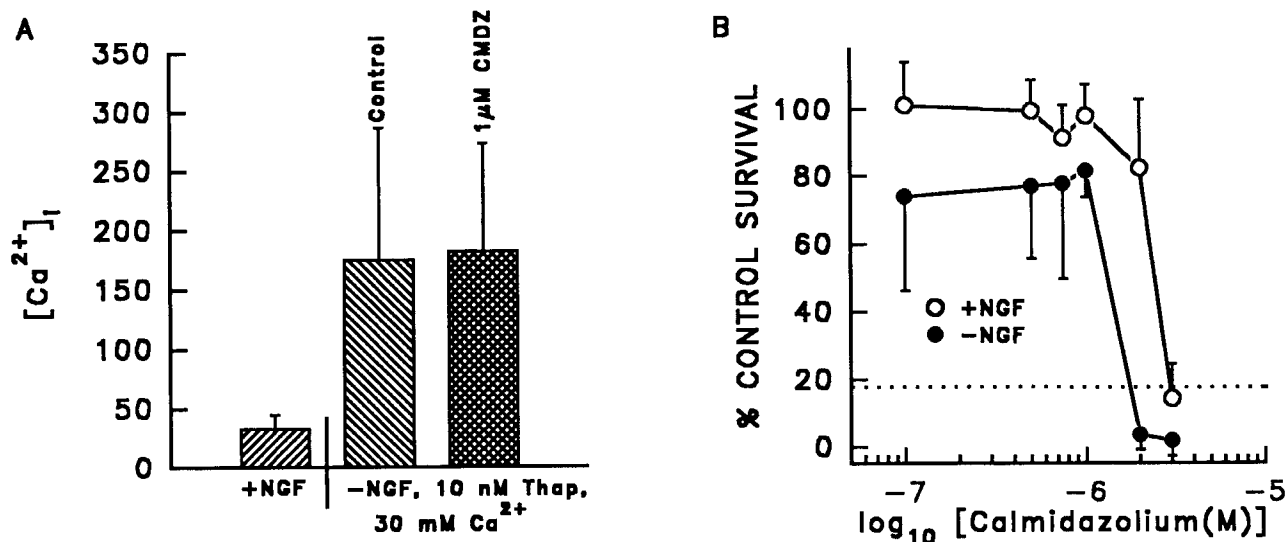 A
350
300
250
200
150
100
50
0
[Ca2+]I
Control
1μM CMDZ
+NGF
-NGF, 10 nM Thap,
30 mM Ca2+
B
100
80
60
40
20
0
% CONTROL SURVIVAL
+NGF
-NGF
-7
-6
-5
log10 [Calmidazolium(M)]